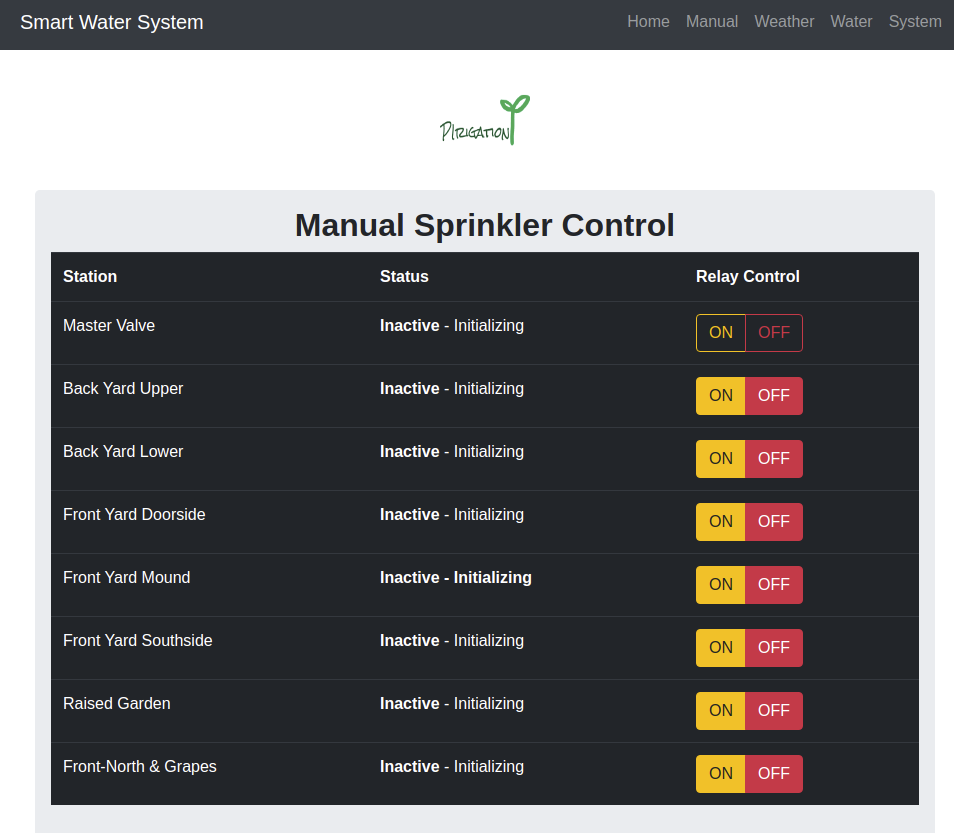 Smart Water System Home Manual Weather Water System
PIrigation
Manual Sprinkler Control
Station Status Relay Control
Master Valve Inactive - Initializing ON OFF
Back Yard Upper Inactive - Initializing ON OFF
Back Yard Lower Inactive - Initializing ON OFF
Front Yard Doorside Inactive - Initializing ON OFF
Front Yard Mound Inactive - Initializing ON OFF
Front Yard Southside Inactive - Initializing ON OFF
Raised Garden Inactive - Initializing ON OFF
Front-North & Grapes Inactive - Initializing ON OFF